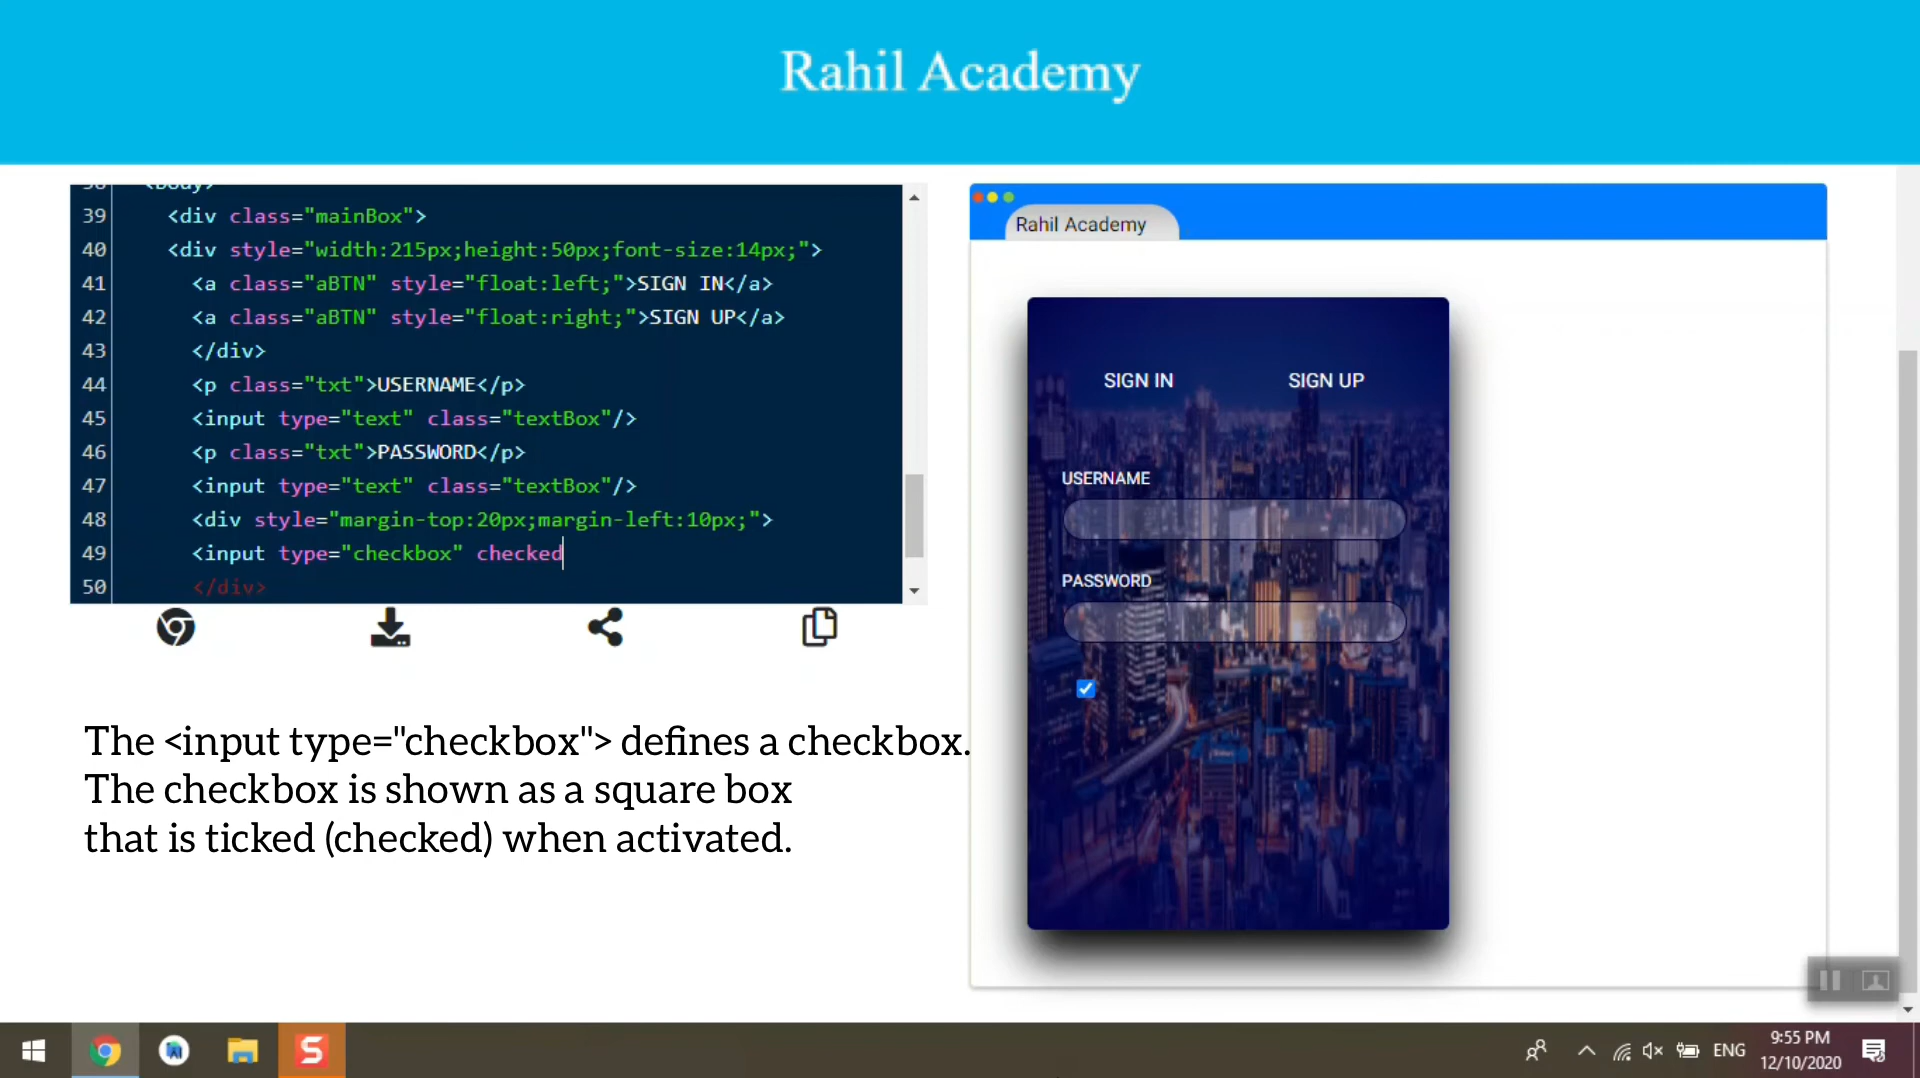 Rahil Academy
38 <body>
39 <div class="mainBox">
40 <div style="width:215px;height:50px;font-size:14px;">
41 <a class="aBTN" style="float:left;">SIGN IN</a>
42 <a class="aBTN" style="float:right;">SIGN UP</a>
43 </div>
44 <p class="txt">USERNAME</p>
45 <input type="text" class="textBox"/>
46 <p class="txt">PASSWORD</p>
47 <input type="text" class="textBox"/>
48 <div style="margin-top:20px;margin-left:10px;">
49 <input type="checkbox" checked
50 </div>
The <input type="checkbox"> defines a checkbox.
The checkbox is shown as a square box
that is ticked (checked) when activated.
Rahil Academy
SIGN IN SIGN UP
USERNAME
PASSWORD
ENG
9:55 PM
12/10/2020